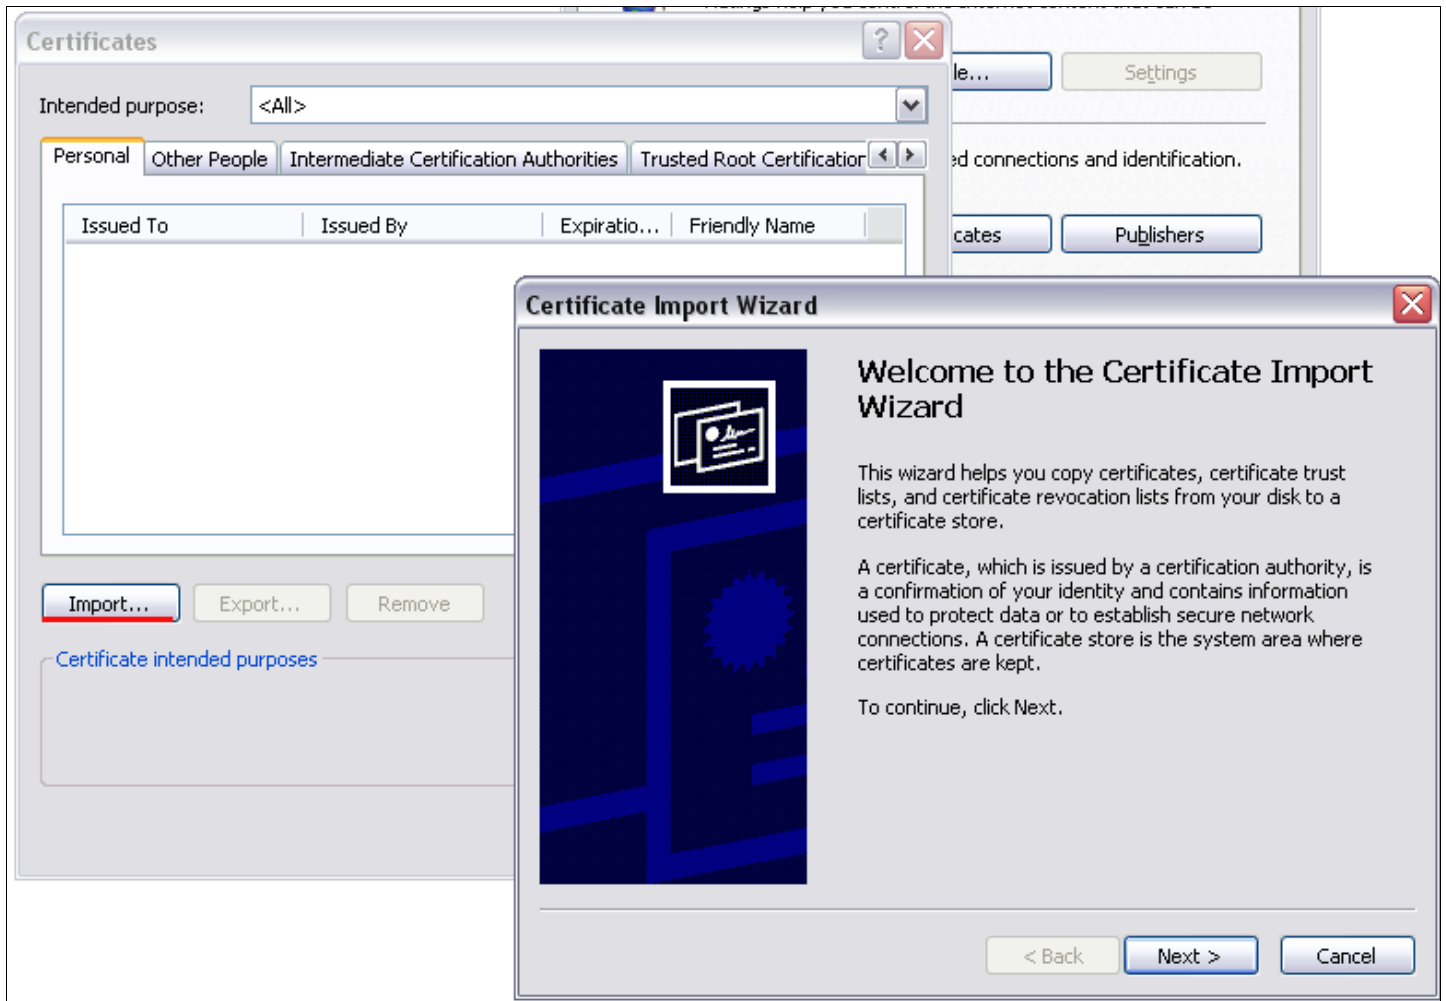 Certificates
Intended purpose: <All>
Personal Other People Intermediate Certification Authorities Trusted Root Certification
Issued To Issued By Expiratio... Friendly Name
Import... Export... Remove
Certificate intended purposes
le... Settings
ed connections and identification.
cates Publishers
Certificate Import Wizard
Welcome to the Certificate Import
Wizard
This wizard helps you copy certificates, certificate trust
lists, and certificate revocation lists from your disk to a
certificate store.
A certificate, which is issued by a certification authority, is
a confirmation of your identity and contains information
used to protect data or to establish secure network
connections. A certificate store is the system area where
certificates are kept.
To continue, click Next.
< Back Next > Cancel